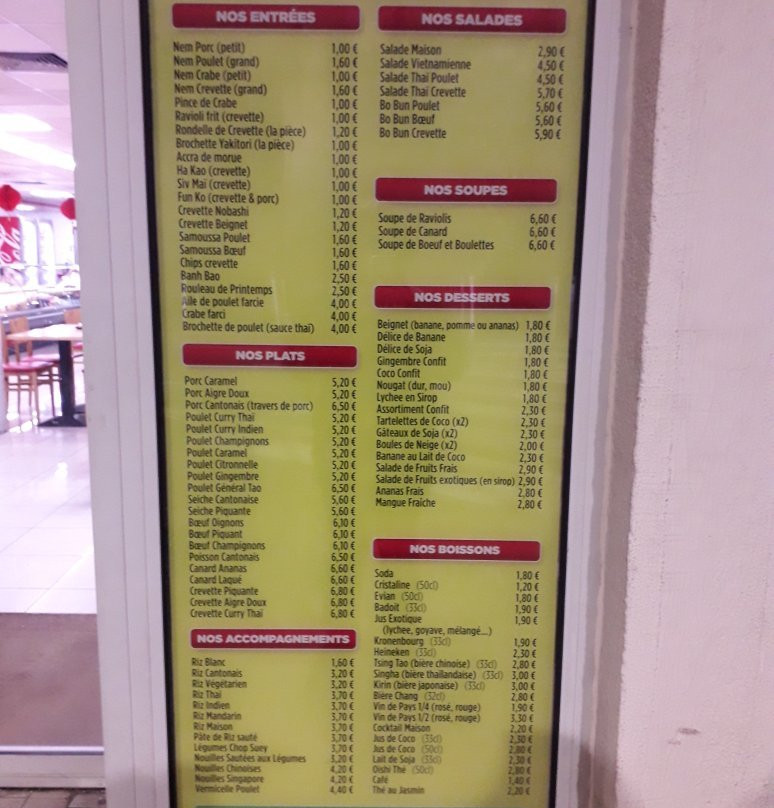 NOS ENTRÉES
Nem Porc (petit) 1,00 €
Nem Poulet (grand) 1,60 €
Nem Crabe (petit) 1,00 €
Nem Crevette (grand) 1,60 €
Pince de Crabe 1,00 €
Ravioli frit (crevette) 1,00 €
Rondelle de Crevette (la pièce) 1,20 €
Brochette Yakitori (la pièce) 1,00 €
Accra de morue 1,00 €
Ha Kao (crevette) 1,00 €
Siv Maï (crevette) 1,00 €
Fun Ko (crevette & porc) 1,00 €
Crevette Nobashi 1,20 €
Crevette Beignet 1,20 €
Samoussa Poulet 1,60 €
Samoussa Bœuf 1,60 €
Chips crevette 1,60 €
Banh Bao 2,50 €
Rouleau de Printemps 2,50 €
Aile de poulet farcie 4,00 €
Crabe farci 4,00 €
Brochette de poulet (sauce thaï) 4,00 €
NOS PLATS
Porc Caramel 5,20 €
Porc Aigre Doux 5,20 €
Porc Cantonais (travers de porc) 6,50 €
Poulet Curry Thaï 5,20 €
Poulet Curry Indien 5,20 €
Poulet Champignons 5,20 €
Poulet Caramel 5,20 €
Poulet Citronnelle 5,20 €
Poulet Gingembre 5,20 €
Poulet Général Tao 6,50 €
Seiche Cantonaise 5,60 €
Seiche Piquante 5,60 €
Bœuf Oignons 6,10 €
Bœuf Piquant 6,10 €
Bœuf Champignons 6,10 €
Poisson Cantonais 6,50 €
Canard Ananas 6,60 €
Canard Laqué 6,60 €
Crevette Piquante 6,80 €
Crevette Aigre Doux 6,80 €
Crevette Curry Thaï 6,80 €
NOS ACCOMPAGNEMENTS
Riz Blanc 1,60 €
Riz Cantonais 3,20 €
Riz Végétarien 3,20 €
Riz Thaï 3,70 €
Riz Indien 3,70 €
Riz Mandarin 3,70 €
Riz Maison 3,70 €
Pâte de Riz sauté 3,70 €
Légumes Chop Suey 3,70 €
Nouilles Sautées aux Légumes 3,20 €
Nouilles Chinoises 4,20 €
Nouilles Singapore 4,20 €
Vermicelle Poulet 4,40 €
NOS SALADES
Salade Maison 2,90 €
Salade Vietnamienne 4,50 €
Salade Thaï Poulet 4,50 €
Salade Thaï Crevette 5,70 €
Bo Bun Poulet 5,60 €
Bo Bun Bœuf 5,60 €
Bo Bun Crevette 5,90 €
NOS SOUPES
Soupe de Raviolis 6,60 €
Soupe de Canard 6,60 €
Soupe de Boeuf et Boulettes 6,60 €
NOS DESSERTS
Beignet (banane, pomme ou ananas) 1,80 €
Délice de Banane 1,80 €
Délice de Soja 1,80 €
Gingembre Confit 1,80 €
Coco Confit 1,80 €
Nougat (dur, mou) 1,80 €
Lychee en Sirop 1,80 €
Assortiment Confit 2,30 €
Tartelettes de Coco (x2) 2,30 €
Gâteaux de Soja (x2) 2,30 €
Boules de Neige (x2) 2,00 €
Banane au Lait de Coco 2,30 €
Salade de Fruits Frais 2,90 €
Salade de Fruits exotiques (en sirop) 2,90 €
Ananas Frais 2,80 €
Mangue Fraîche 2,80 €
NOS BOISSONS
Soda 1,80 €
Cristaline (50cl) 1,20 €
Evian (50cl) 1,80 €
Badoit (33cl) 1,90 €
Jus Exotique 1,90 €
(lychee, goyave, mélangé...)
Kronenbourg (33cl) 1,90 €
Heineken (33cl) 2,30 €
Tsing Tao (bière chinoise) (33cl) 2,80 €
Singha (bière thaïlandaise) (33cl) 3,00 €
Kirin (bière japonaise) (33cl) 3,00 €
Bière Chang (32cl) 2,80 €
Vin de Pays 1/4 (rosé, rouge) 1,90 €
Vin de Pays 1/2 (rosé, rouge) 3,30 €
Cocktail Maison 2,20 €
Jus de Coco (33cl) 2,30 €
Jus de Coco (50cl) 2,80 €
Lait de Soja (33cl) 2,30 €
Oishi Thé (50cl) 2,80 €
Café 1,40 €
Thé au Jasmin 2,20 €